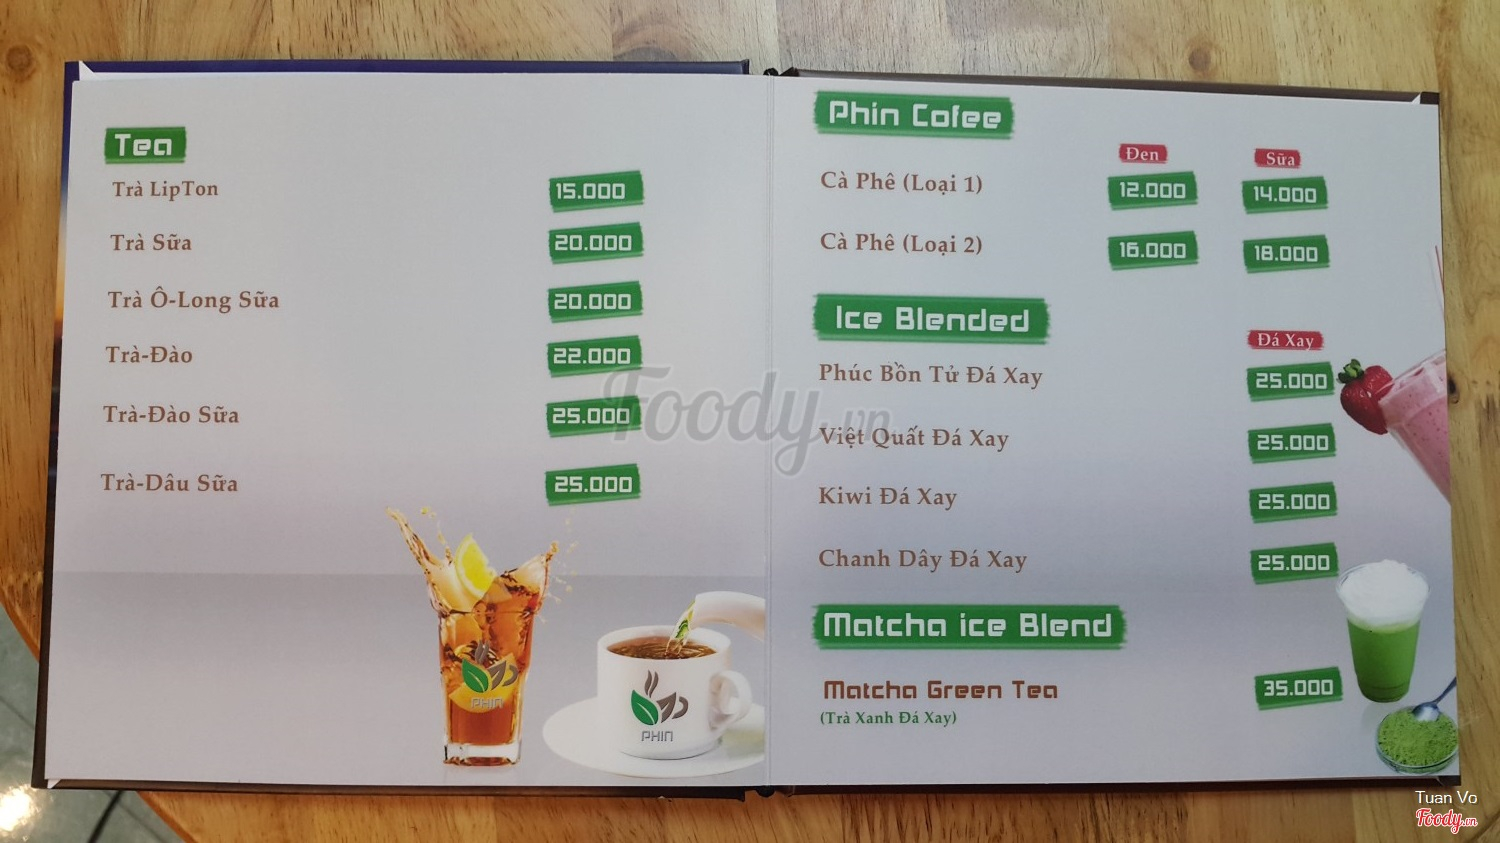 Tea
Trà LipTon 15.000
Trà Sữa 20.000
Trà Ô-Long Sữa 20.000
Trà-Đào 22.000
Trà-Đào Sữa 25.000
Trà-Dâu Sữa 25.000
PHIN
PHIN
Phin Cofee
Đen Sữa
Cà Phê (Loại 1) 12.000 14.000
Cà Phê (Loại 2) 16.000 18.000
Ice Blended
Đá Xay
Phúc Bồn Tử Đá Xay 25.000
Việt Quất Đá Xay 25.000
Kiwi Đá Xay 25.000
Chanh Dây Đá Xay 25.000
Matcha ice Blend
Matcha Green Tea 35.000
(Trà Xanh Đá Xay)
Foody.vn
Tuan Vo
Foody.vn